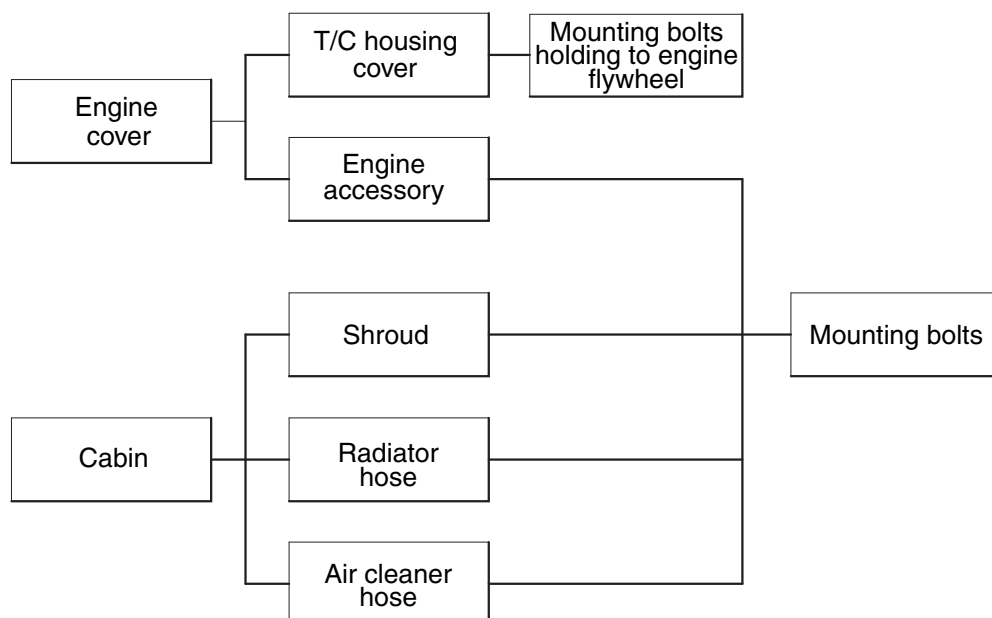 T/C housing
cover
Mounting bolts
holding to engine
flywheel
Engine
cover
Engine
accessory
Shroud
Mounting bolts
Cabin
Radiator
hose
Air cleaner
hose